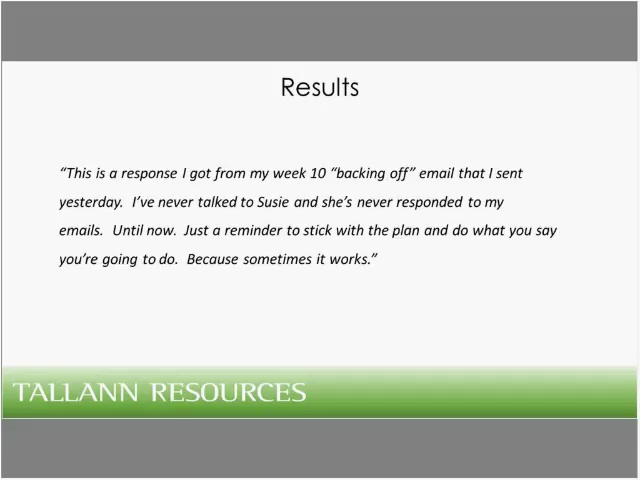 Results
“This is a response I got from my week 10 “backing off” email that I sent
yesterday.  I’ve never talked to Susie and she’s never responded to my
emails.  Until now.  Just a reminder to stick with the plan and do what you say
you’re going to do.  Because sometimes it works.”
TALLANN RESOURCES